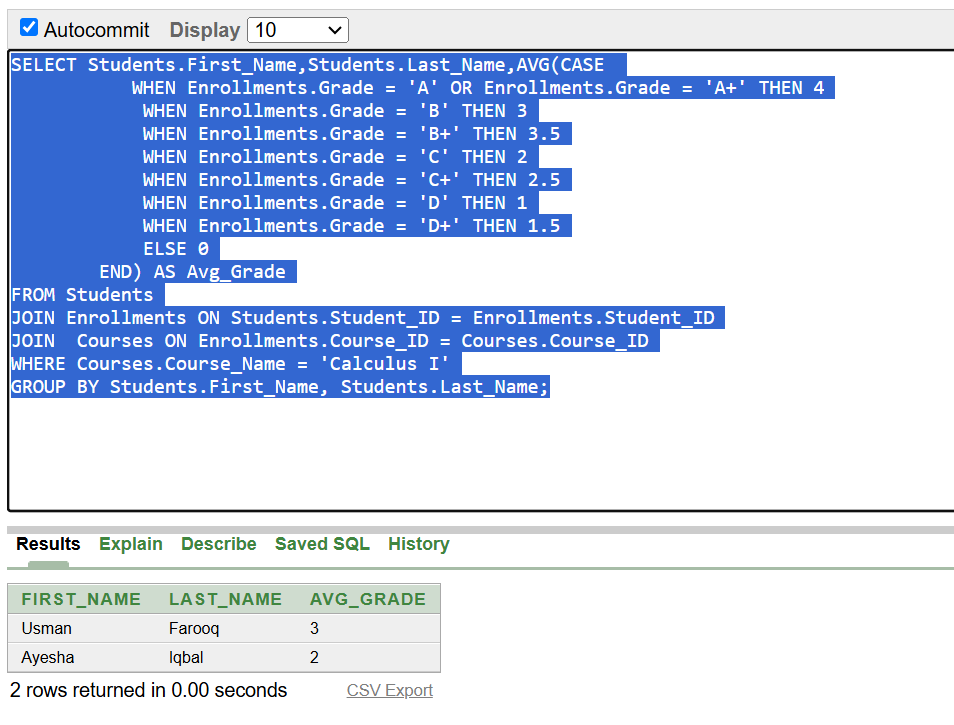 Autocommit Display 10
SELECT Students.First_Name,Students.Last_Name,AVG(CASE
WHEN Enrollments.Grade = 'A' OR Enrollments.Grade = 'A+' THEN 4
WHEN Enrollments.Grade = 'B' THEN 3
WHEN Enrollments.Grade = 'B+' THEN 3.5
WHEN Enrollments.Grade = 'C' THEN 2
WHEN Enrollments.Grade = 'C+' THEN 2.5
WHEN Enrollments.Grade = 'D' THEN 1
WHEN Enrollments.Grade = 'D+' THEN 1.5
ELSE 0
END) AS Avg_Grade
FROM Students
JOIN Enrollments ON Students.Student_ID = Enrollments.Student_ID
JOIN  Courses ON Enrollments.Course_ID = Courses.Course_ID
WHERE Courses.Course_Name = 'Calculus I'
GROUP BY Students.First_Name, Students.Last_Name;
Results Explain Describe Saved SQL History
FIRST_NAME LAST_NAME AVG_GRADE
Usman Farooq 3
Ayesha Iqbal 2
2 rows returned in 0.00 seconds CSV Export